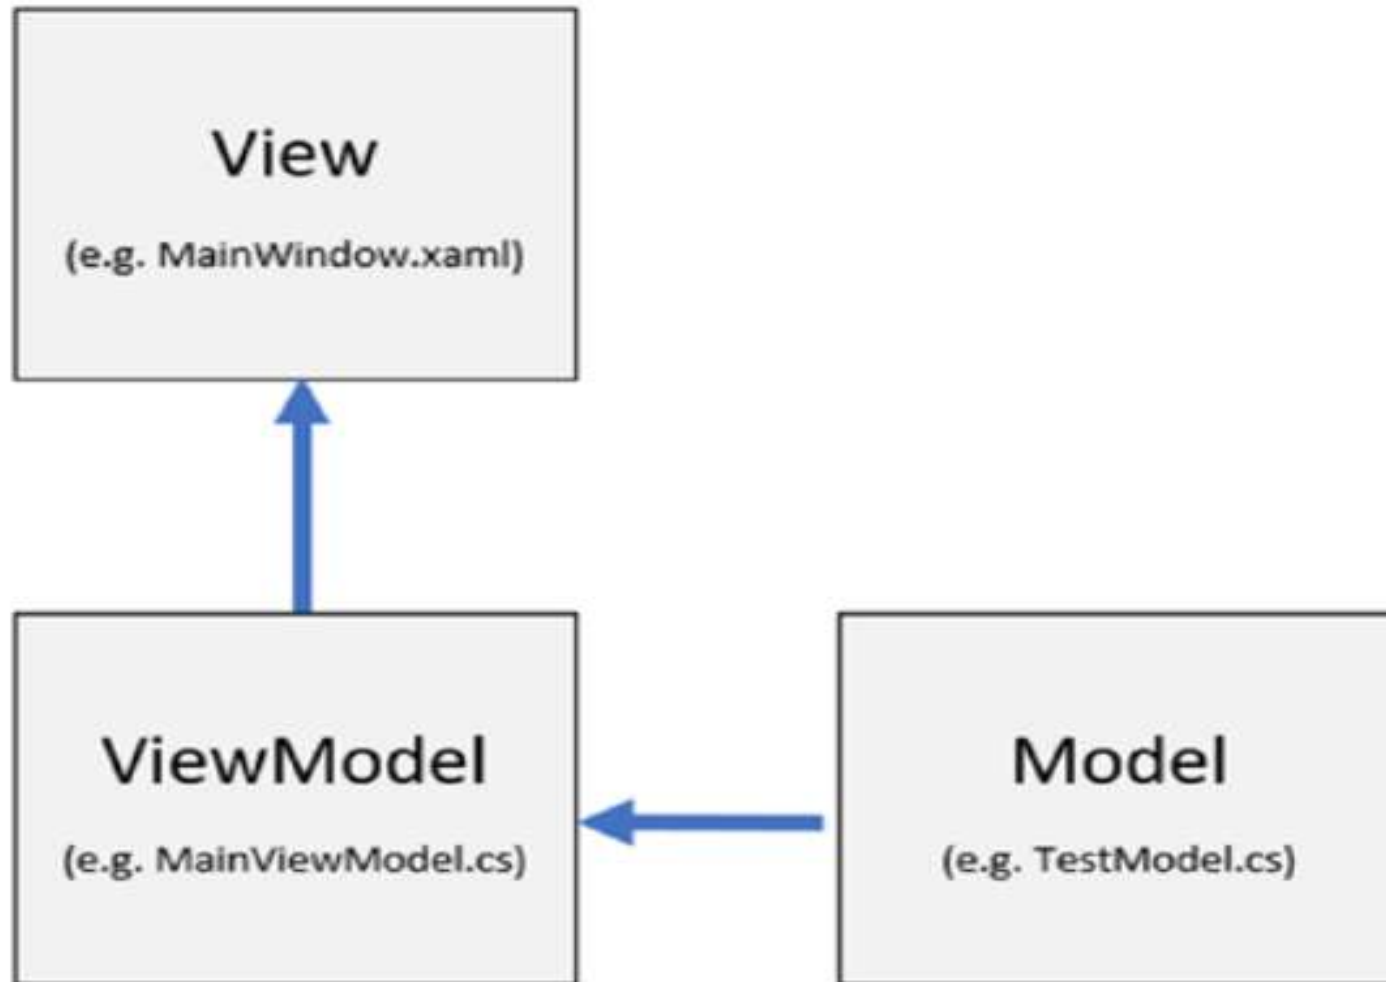 View
(e.g. MainWindow.xaml)
ViewModel
(e.g. MainViewModel.cs)
Model
(e.g. TestModel.cs)